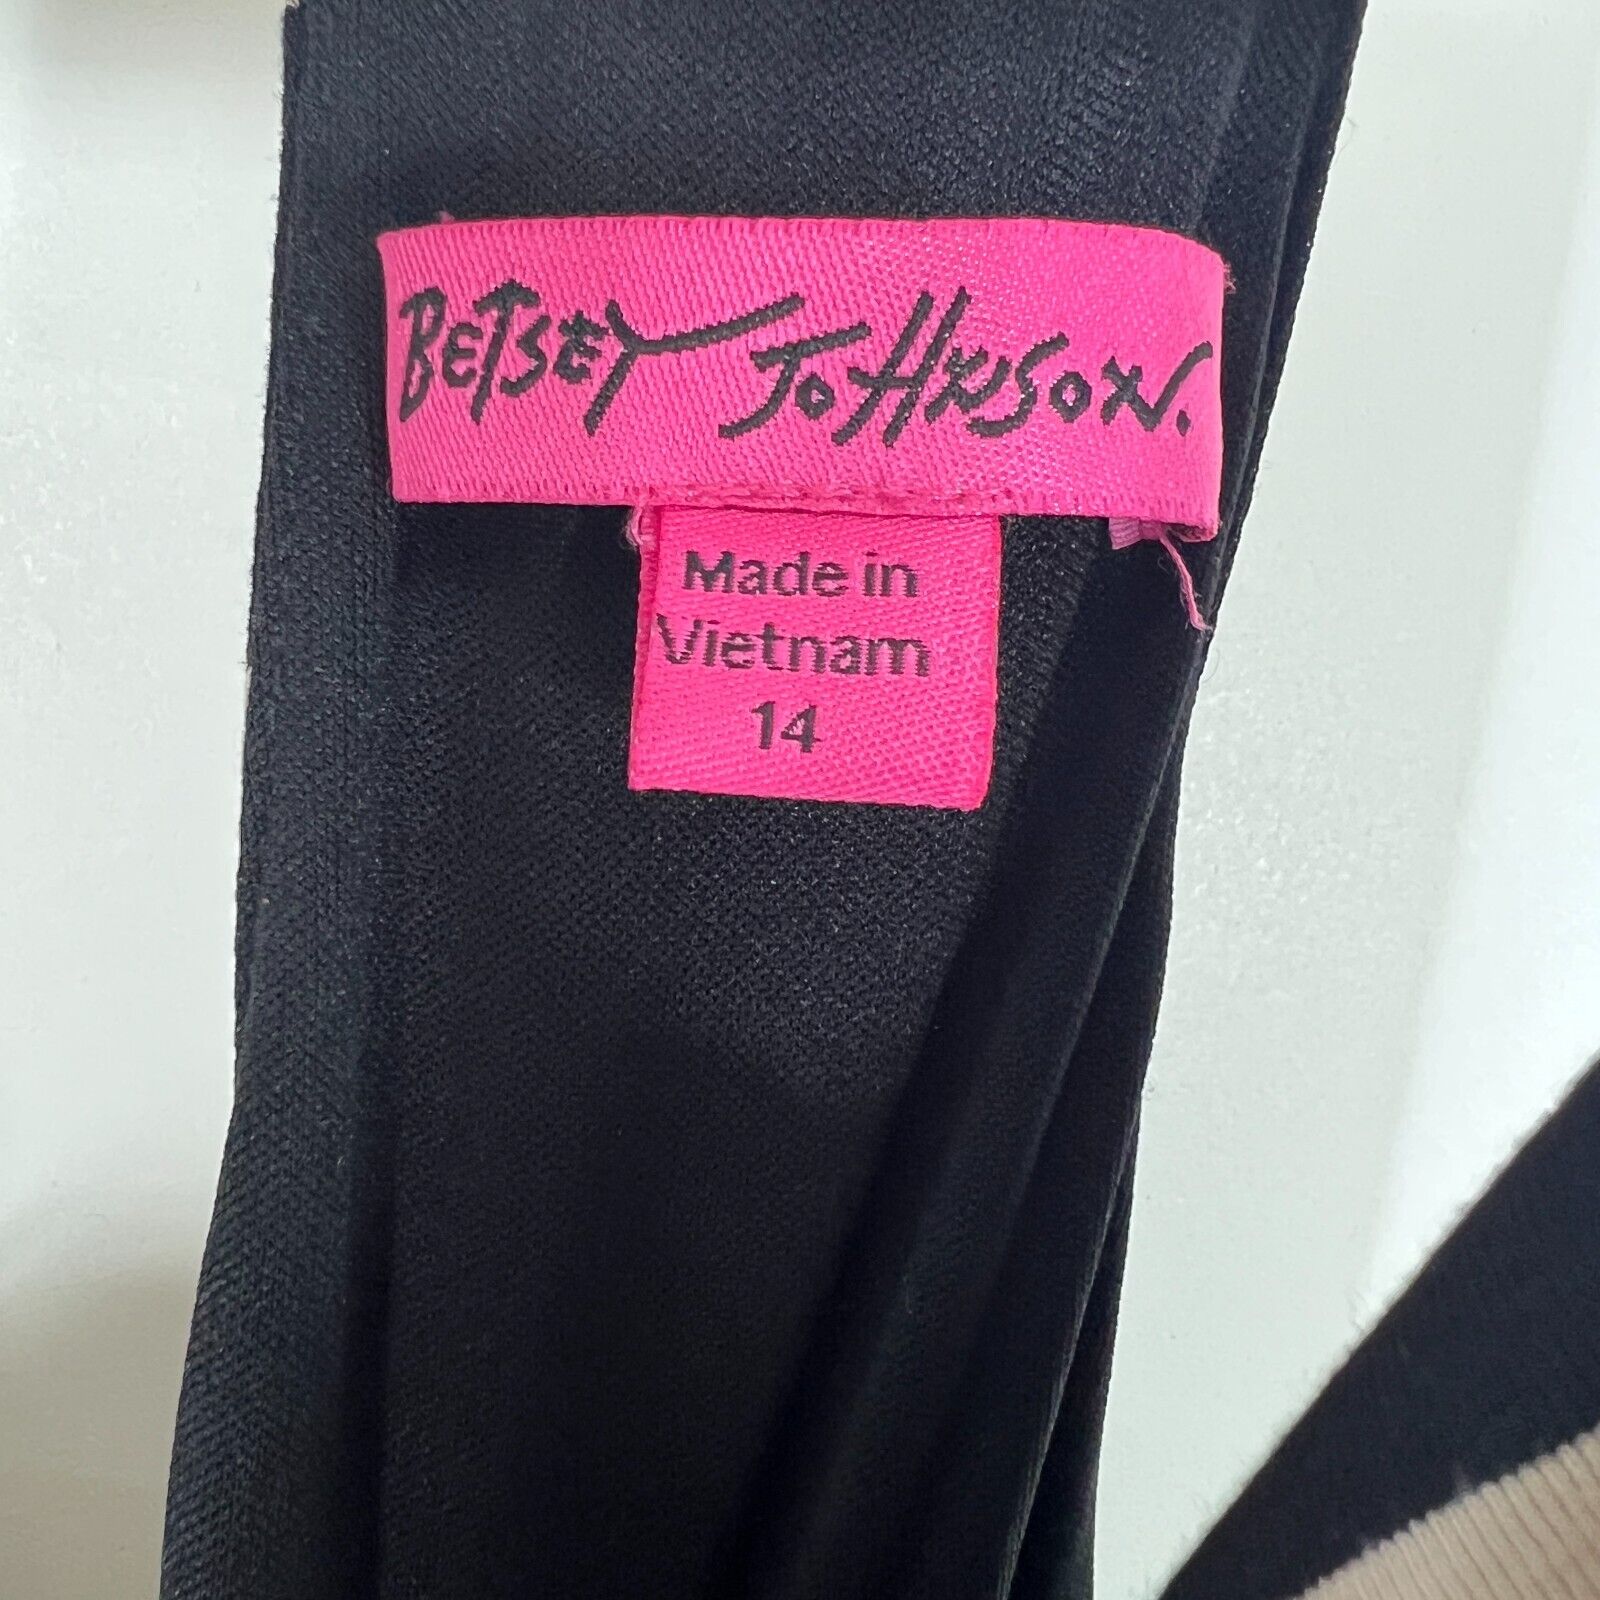 BETSEY JOHNSON.
Made in
Vietnam
14